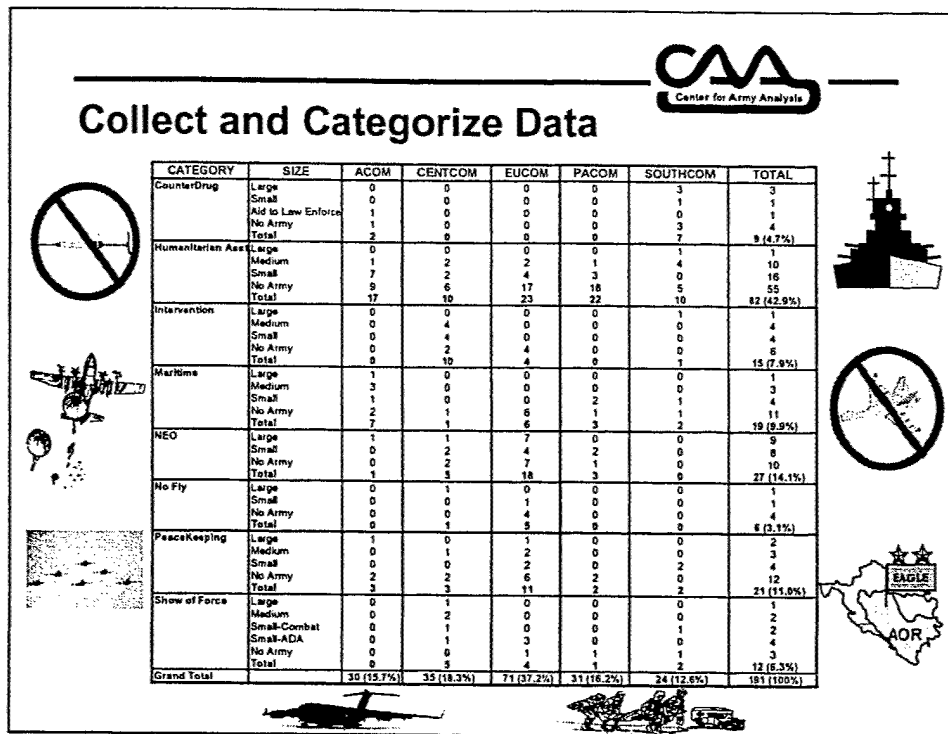 CAA
Center for Army Analysis
Collect and Categorize Data
CATEGORY SIZE ACOM CENTCOM EUCOM PACOM SOUTHCOM TOTAL
CounterDrug Large 0 0 0 0 3 3
Small 0 0 0 0 1 1
Aid to Law Enforce 1 0 0 0 0 1
No Army 1 0 0 0 3 4
Total 2 0 0 0 7 9 (4.7%)
Humanitarian Asst Large 0 0 0 0 1 1
Medium 1 2 2 1 4 10
Small 7 2 4 3 0 16
No Army 9 6 17 18 5 55
Total 17 10 23 22 10 82 (42.9%)
Intervention Large 0 0 0 0 1 1
Medium 0 4 0 0 0 4
Small 0 4 0 0 0 4
No Army 0 2 4 0 0 6
Total 0 10 4 0 1 15 (7.9%)
Maritime Large 1 0 0 0 0 1
Medium 3 0 0 0 0 3
Small 1 0 0 2 1 4
No Army 2 1 6 1 1 11
Total 7 1 6 3 2 19 (9.9%)
NEO Large 1 1 7 0 0 9
Small 0 2 4 2 0 8
No Army 0 2 7 1 0 10
Total 1 5 18 3 0 27 (14.1%)
No Fly Large 0 1 0 0 0 1
Small 0 0 1 0 0 1
No Army 0 0 4 0 0 4
Total 0 1 5 0 0 6 (3.1%)
PeaceKeeping Large 1 0 1 0 0 2
Medium 0 1 2 0 0 3
Small 0 0 2 0 2 4
No Army 2 2 6 2 0 12
Total 3 3 11 2 2 21 (11.0%)
Show of Force Large 0 1 0 0 0 1
Medium 0 2 0 0 0 2
Small-Combat 0 1 0 0 1 2
Small-ADA 0 1 3 0 0 4
No Army 0 0 1 1 1 3
Total 0 5 4 1 2 12 (6.3%)
Grand Total 30 (15.7%) 35 (18.3%) 71 (37.2%) 31 (16.2%) 24 (12.6%) 191 (100%)
EAGLE
AOR